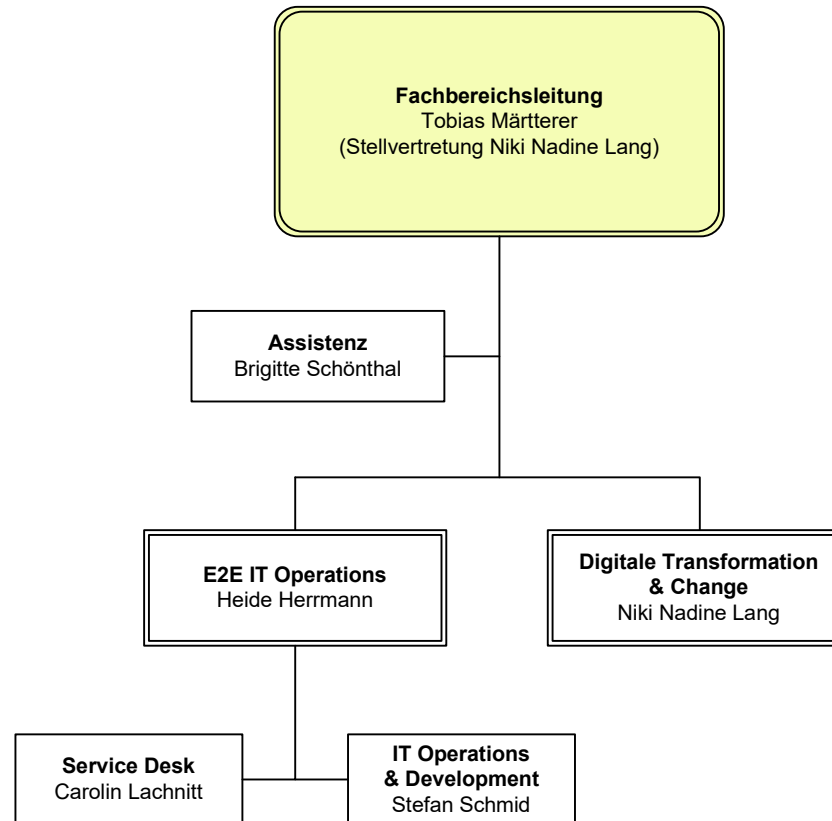 Fachbereichsleitung
Tobias Märtterer
(Stellvertretung Niki Nadine Lang)
Assistenz
Brigitte Schönthal
E2E IT Operations
Heide Herrmann
Digitale Transformation
& Change
Niki Nadine Lang
Service Desk
Carolin Lachnitt
IT Operations
& Development
Stefan Schmid